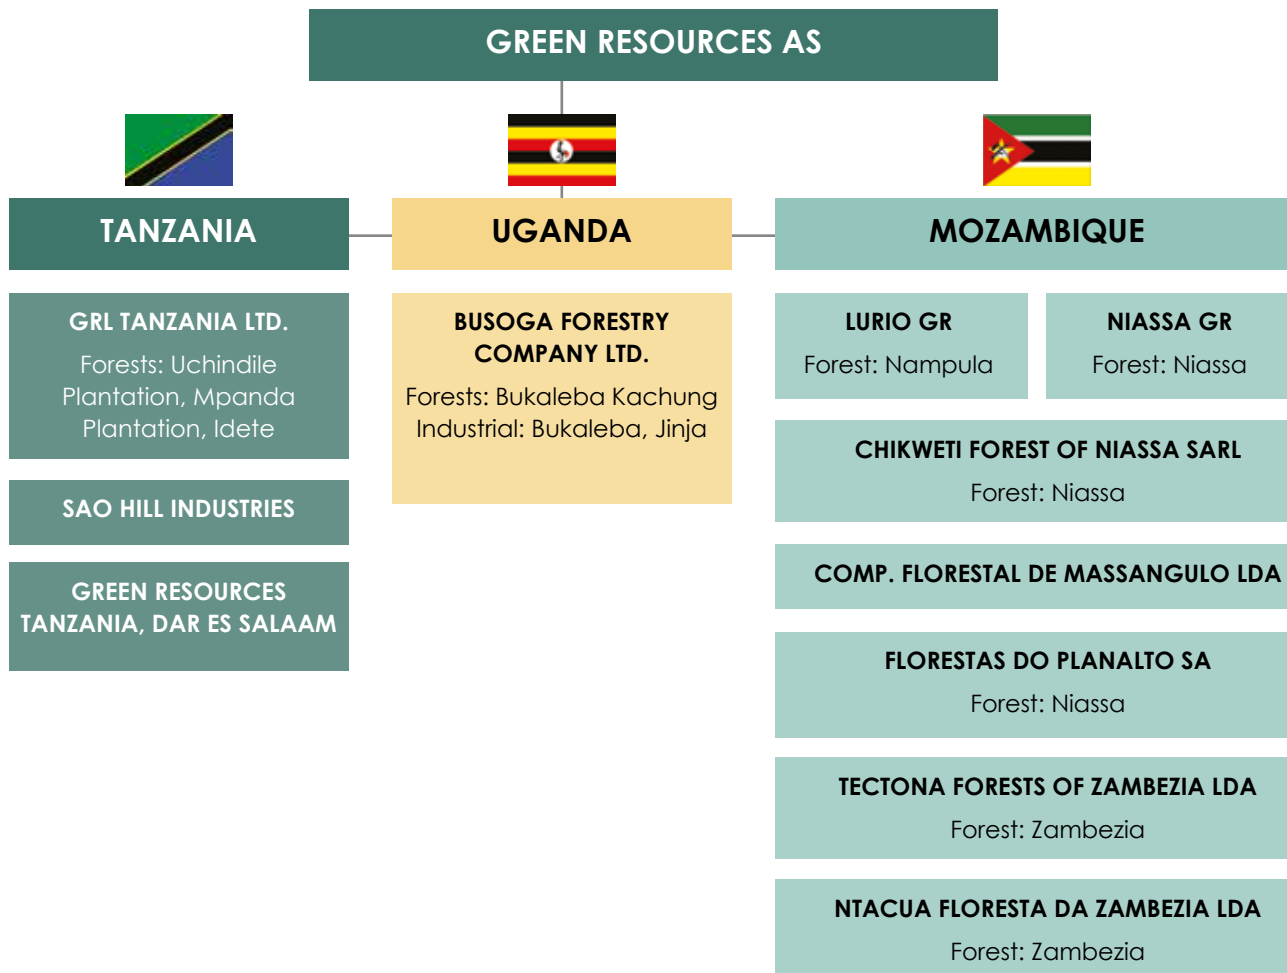 GREEN RESOURCES AS
TANZANIA
GRL TANZANIA LTD.
Forests: Uchindile
Plantation, Mpanda
Plantation, Idete
SAO HILL INDUSTRIES
GREEN RESOURCES
TANZANIA, DAR ES SALAAM
UGANDA
BUSOGA FORESTRY
COMPANY LTD.
Forests: Bukaleba Kachung
Industrial: Bukaleba, Jinja
MOZAMBIQUE
LURIO GR
Forest: Nampula
NIASSA GR
Forest: Niassa
CHIKWETI FOREST OF NIASSA SARL
Forest: Niassa
COMP. FLORESTAL DE MASSANGULO LDA
FLORESTAS DO PLANALTO SA
Forest: Niassa
TECTONA FORESTS OF ZAMBEZIA LDA
Forest: Zambezia
NTACUA FLORESTA DA ZAMBEZIA LDA
Forest: Zambezia